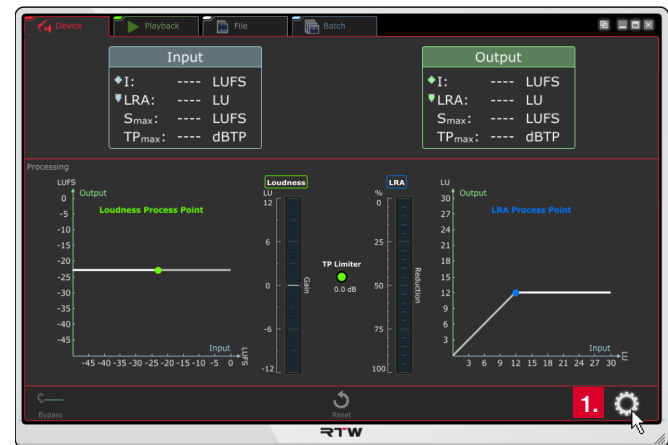 Device Playback File Batch
Input
I: ---- LUFS
LRA: ---- LU
Smax: ---- LUFS
TPmax: ---- dBTP
Output
I: ---- LUFS
LRA: ---- LU
Smax: ---- LUFS
TPmax: ---- dBTP
Processing
LUFS
Output
Loudness Process Point
0
-5
-10
-15
-20
-25
-30
-35
-40
-45
Input
-45 -40 -35 -30 -25 -20 -15 -10 -5 0
LUFS
Loudness
LU
12
6
0
-6
-12
Gain
TP Limiter
0.0 dB
LRA
%
0
25
50
75
100
Reduction
LU
Output
LRA Process Point
30
27
24
21
18
15
12
9
6
3
Input
3 6 9 12 15 18 21 24 27 30
LU
Bypass
Reset
1.
RTW